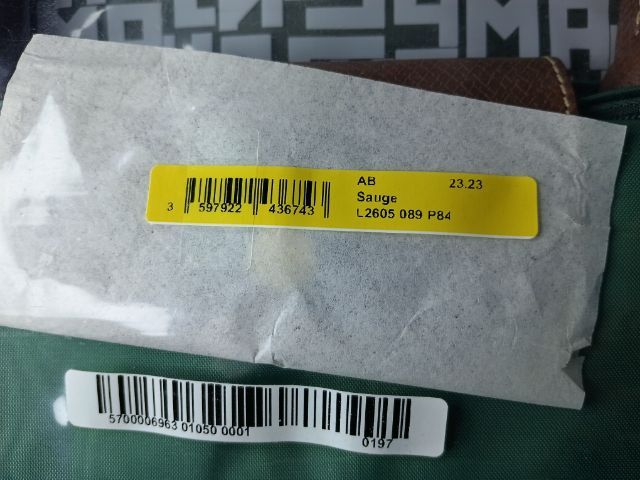 AB 23.23
Sauge
L2605 089 P84
3 597922 436743
5700006963 01050 0001
0197